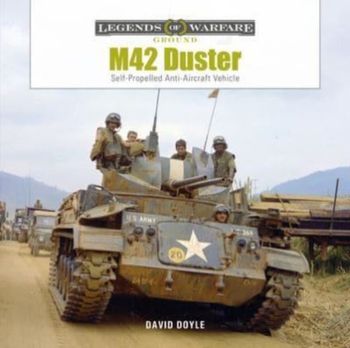 LEGENDS OF WARFARE
GROUND
M42 Duster
Self-Propelled Anti-Aircraft Vehicle
U.S. ARMY
20
DAVID DOYLE